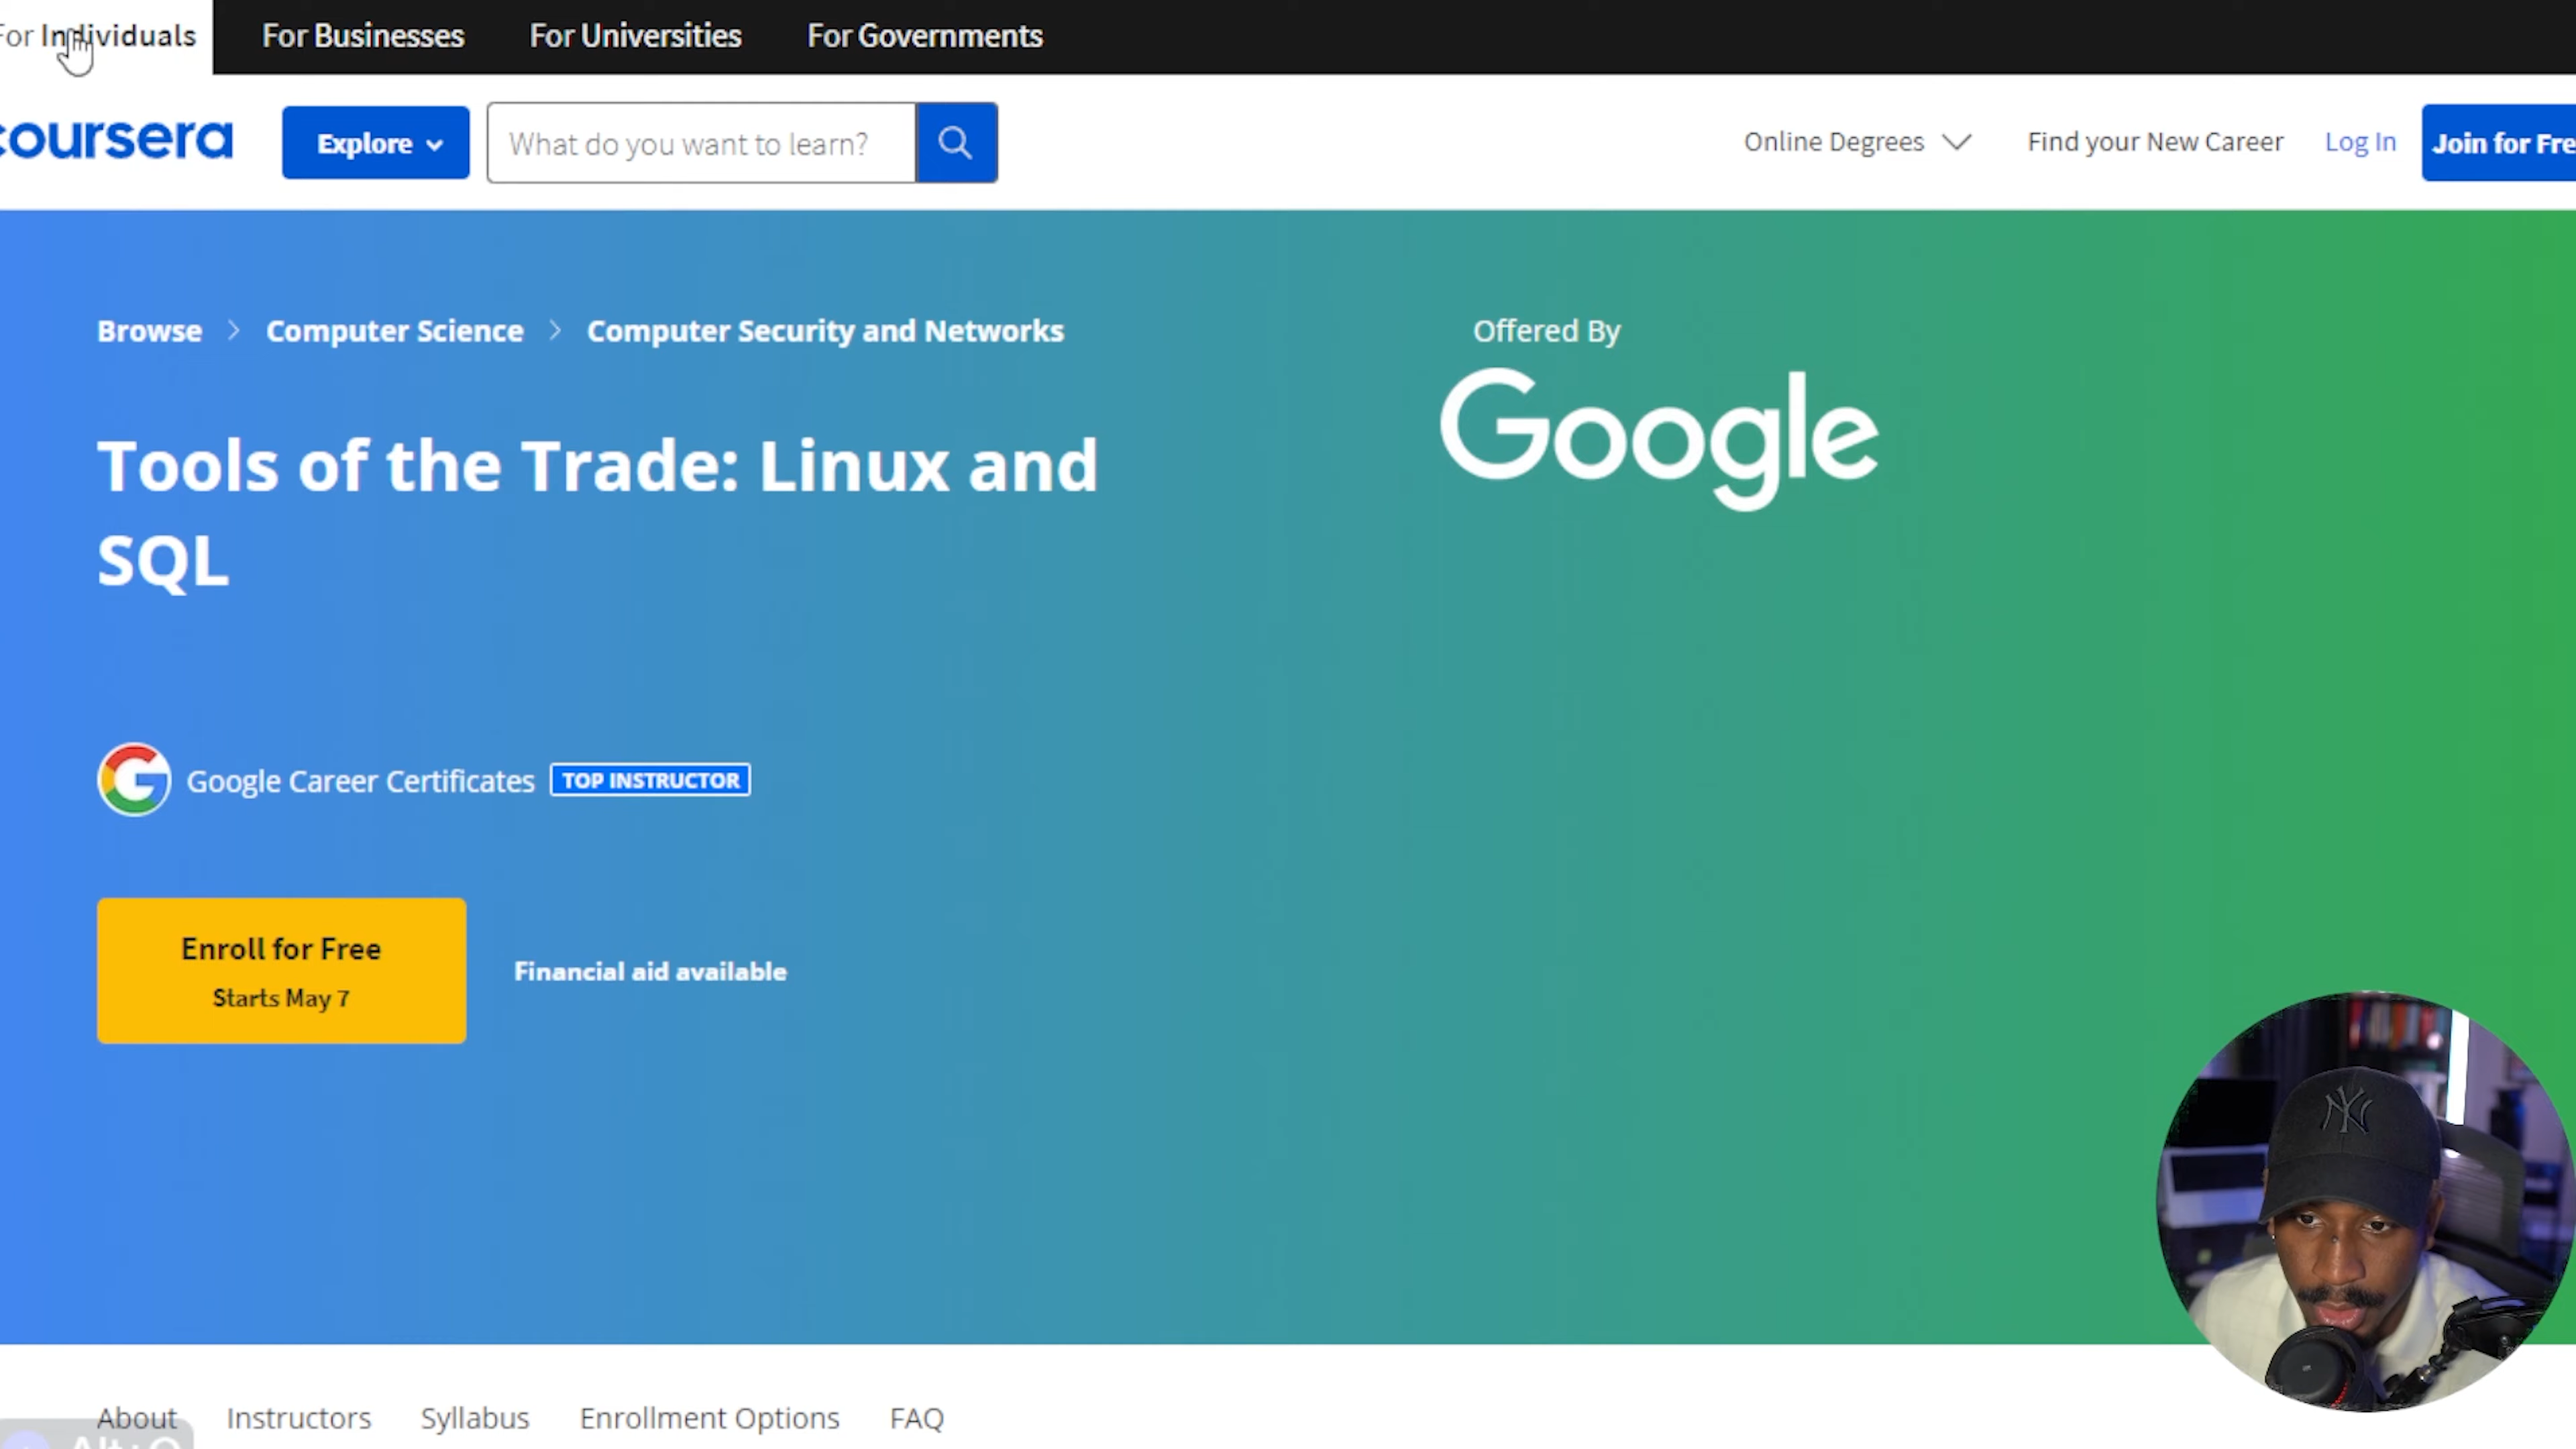 For Individuals For Businesses For Universities For Governments
coursera Explore What do you want to learn? Online Degrees Find your New Career Log In Join for Fre
Browse > Computer Science > Computer Security and Networks
Offered By
Google
Tools of the Trade: Linux and
SQL
Google Career Certificates TOP INSTRUCTOR
Enroll for Free
Starts May 7
Financial aid available
About Instructors Syllabus Enrollment Options FAQ
NY